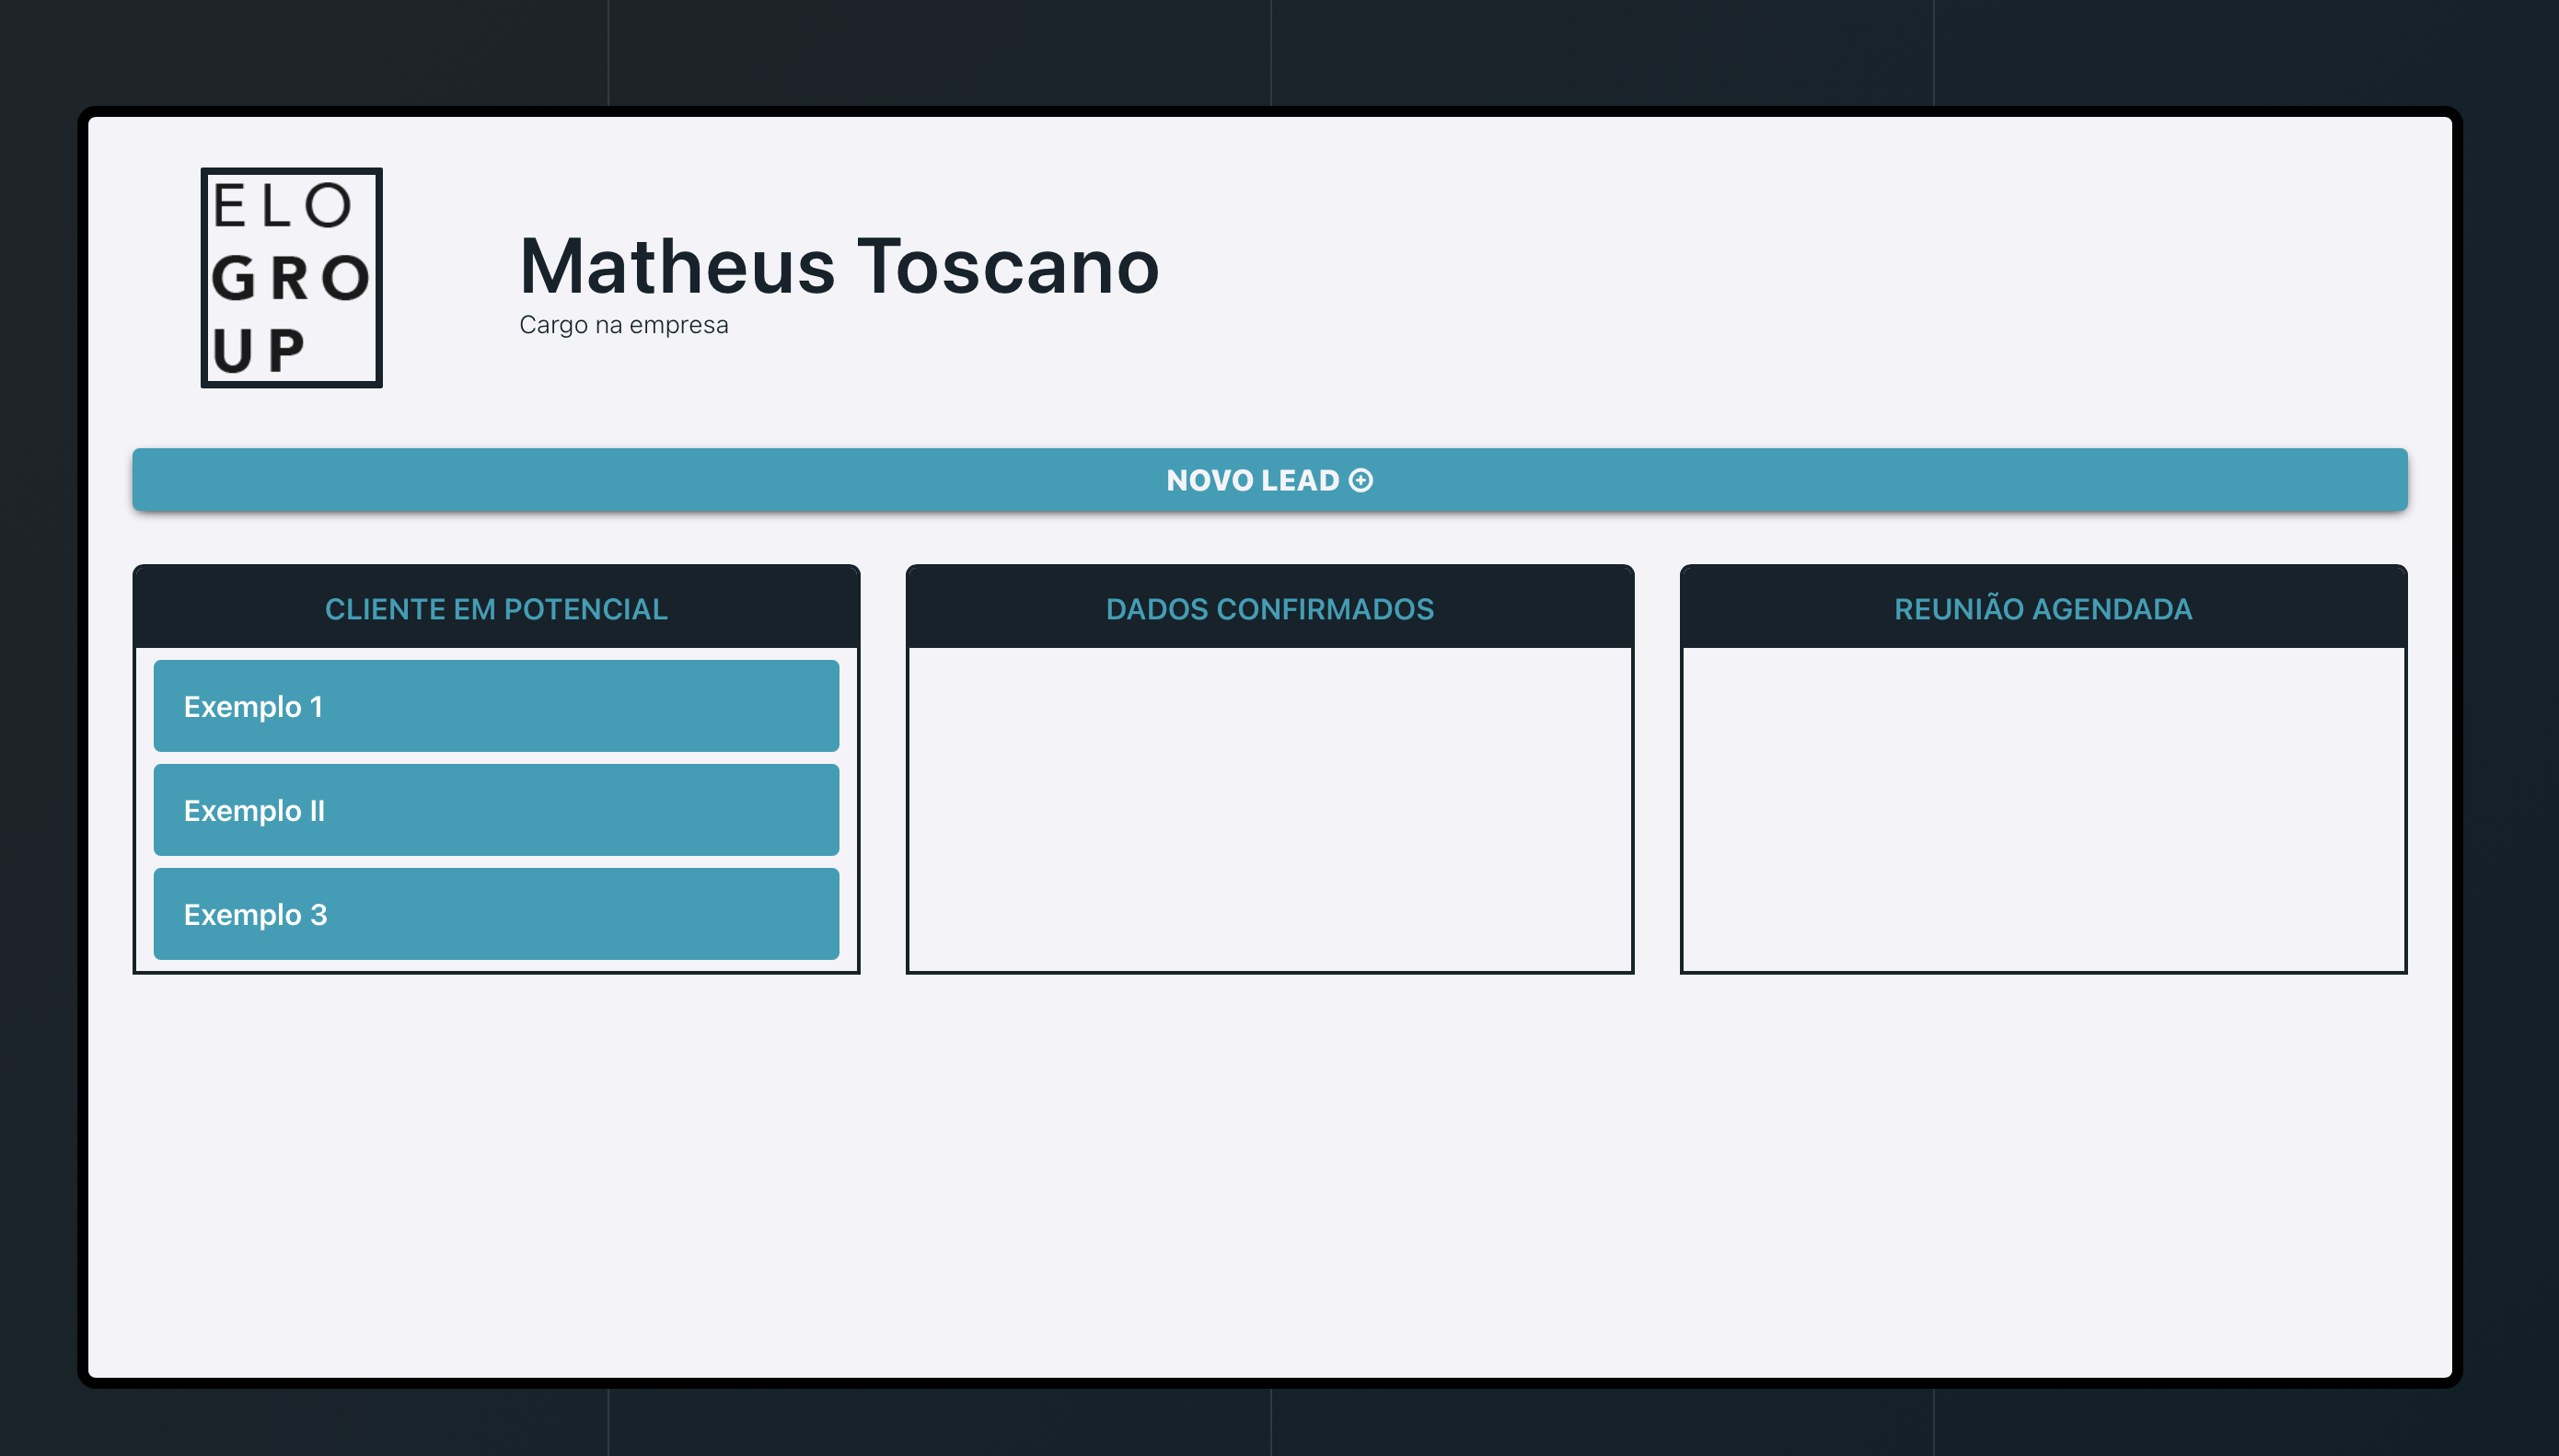 ELO
GRO
UP
Matheus Toscano
Cargo na empresa
NOVO LEAD
CLIENTE EM POTENCIAL
DADOS CONFIRMADOS
REUNIÃO AGENDADA
Exemplo 1
Exemplo II
Exemplo 3